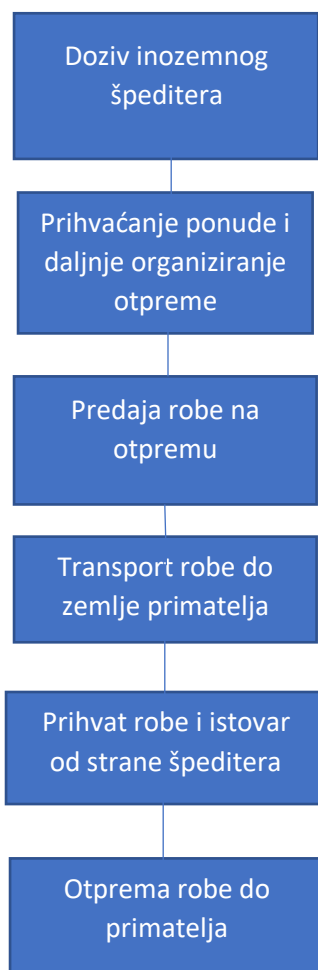 Doziv inozemnog
špeditera
Prihvaćanje ponude i
daljnje organiziranje
otpreme
Predaja robe na
otpremu
Transport robe do
zemlje primatelja
Prihvat robe i istovar
od strane špeditera
Otprema robe do
primatelja